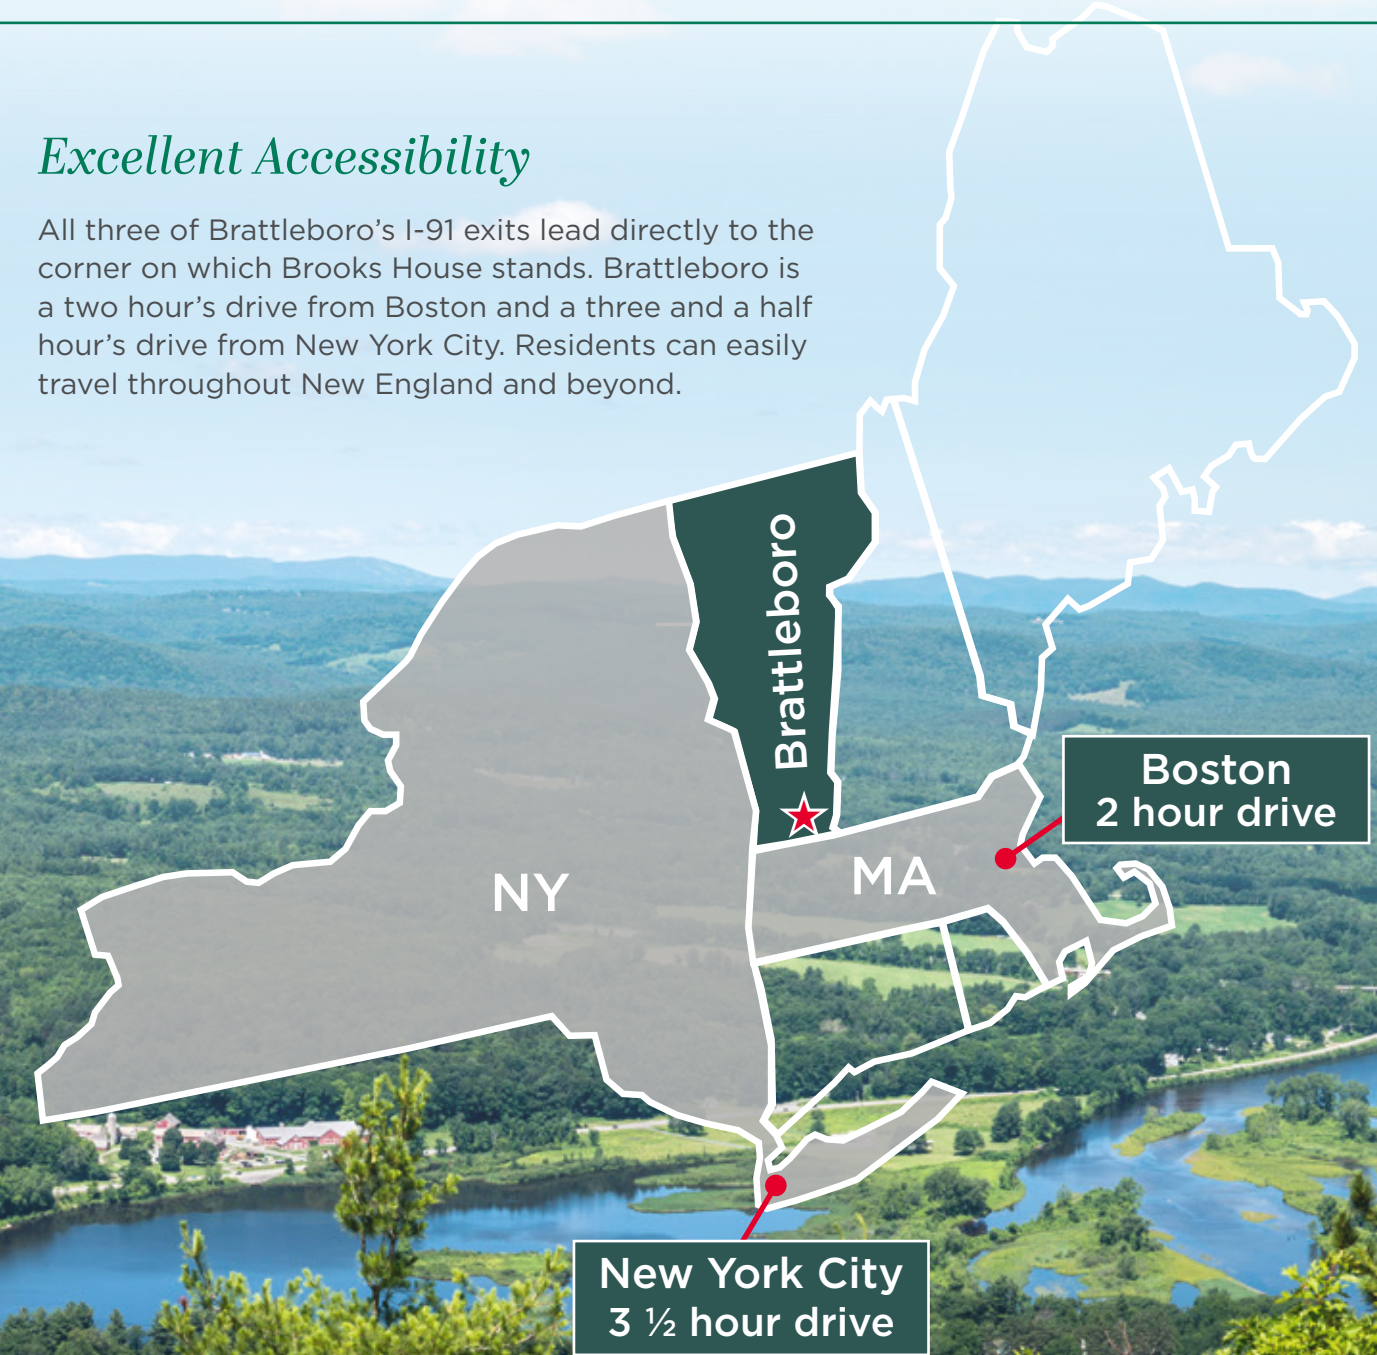 Excellent Accessibility
All three of Brattleboro’s I-91 exits lead directly to the
corner on which Brooks House stands. Brattleboro is
a two hour’s drive from Boston and a three and a half
hour’s drive from New York City. Residents can easily
travel throughout New England and beyond.
Brattleboro
Boston
2 hour drive
MA
NY
New York City
3 ½ hour drive